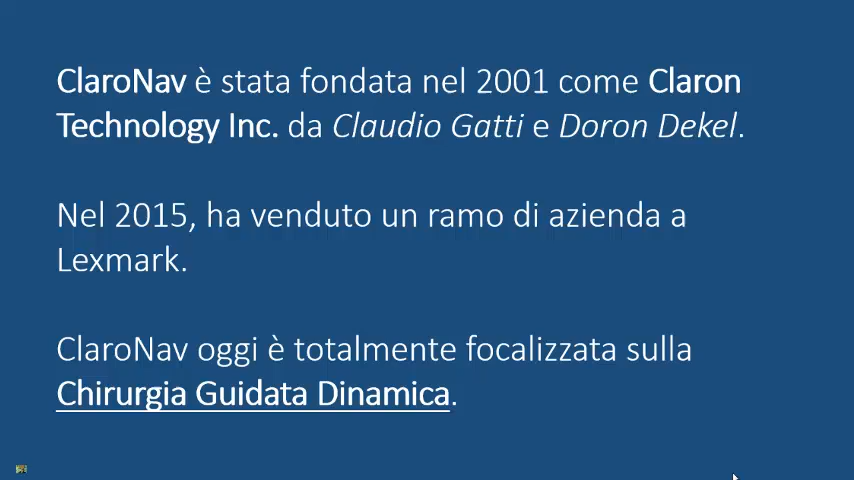 ClaroNav è stata fondata nel 2001 come Claron
Technology Inc. da Claudio Gatti e Doron Dekel.
Nel 2015, ha venduto un ramo di azienda a
Lexmark.
ClaroNav oggi è totalmente focalizzata sulla
Chirurgia Guidata Dinamica.